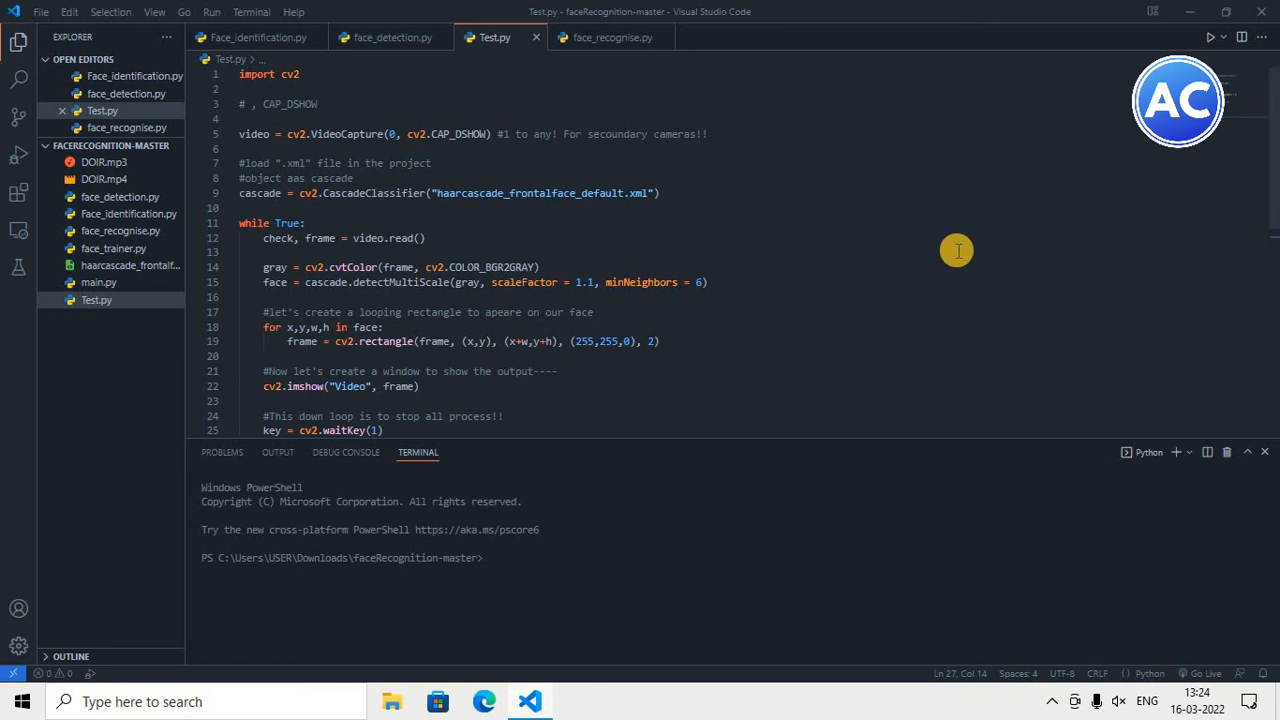 File Edit Selection View Go Run Terminal Help
Test.py - faceRecognition-master - Visual Studio Code
EXPLORER
OPEN EDITORS
Face_identification.py
face_detection.py
Test.py
face_recognise.py
FACERECOGNITION-MASTER
DOIR.mp3
DOIR.mp4
face_detection.py
Face_identification.py
face_recognise.py
face_trainer.py
haarcascade_frontalf...
main.py
Test.py
OUTLINE
Face_identification.py face_detection.py Test.py face_recognise.py
Test.py > ...
AC
1 import cv2
2
3 # , CAP_DSHOW
4
5 video = cv2.VideoCapture(0, cv2.CAP_DSHOW) #1 to any! For secoundary cameras!!
6
7 #load ".xml" file in the project
8 #object aas cascade
9 cascade = cv2.CascadeClassifier("haarcascade_frontalface_default.xml")
10
11 while True:
12 check, frame = video.read()
13
14 gray = cv2.cvtColor(frame, cv2.COLOR_BGR2GRAY)
15 face = cascade.detectMultiScale(gray, scaleFactor = 1.1, minNeighbors = 6)
16
17 #let's create a looping rectangle to apeare on our face
18 for x,y,w,h in face:
19 frame = cv2.rectangle(frame, (x,y), (x+w,y+h), (255,255,0), 2)
20
21 #Now let's create a window to show the output----
22 cv2.imshow("Video", frame)
23
24 #This down loop is to stop all process!!
25 key = cv2.waitKey(1)
PROBLEMS OUTPUT DEBUG CONSOLE TERMINAL
Python
Windows PowerShell
Copyright (C) Microsoft Corporation. All rights reserved.
Try the new cross-platform PowerShell https://aka.ms/pscore6
PS C:\Users\USER\Downloads\faceRecognition-master>
0 0
Ln 27, Col 14 Spaces: 4 UTF-8 CRLF Python Go Live
Type here to search
ENG
13:24
16-03-2022